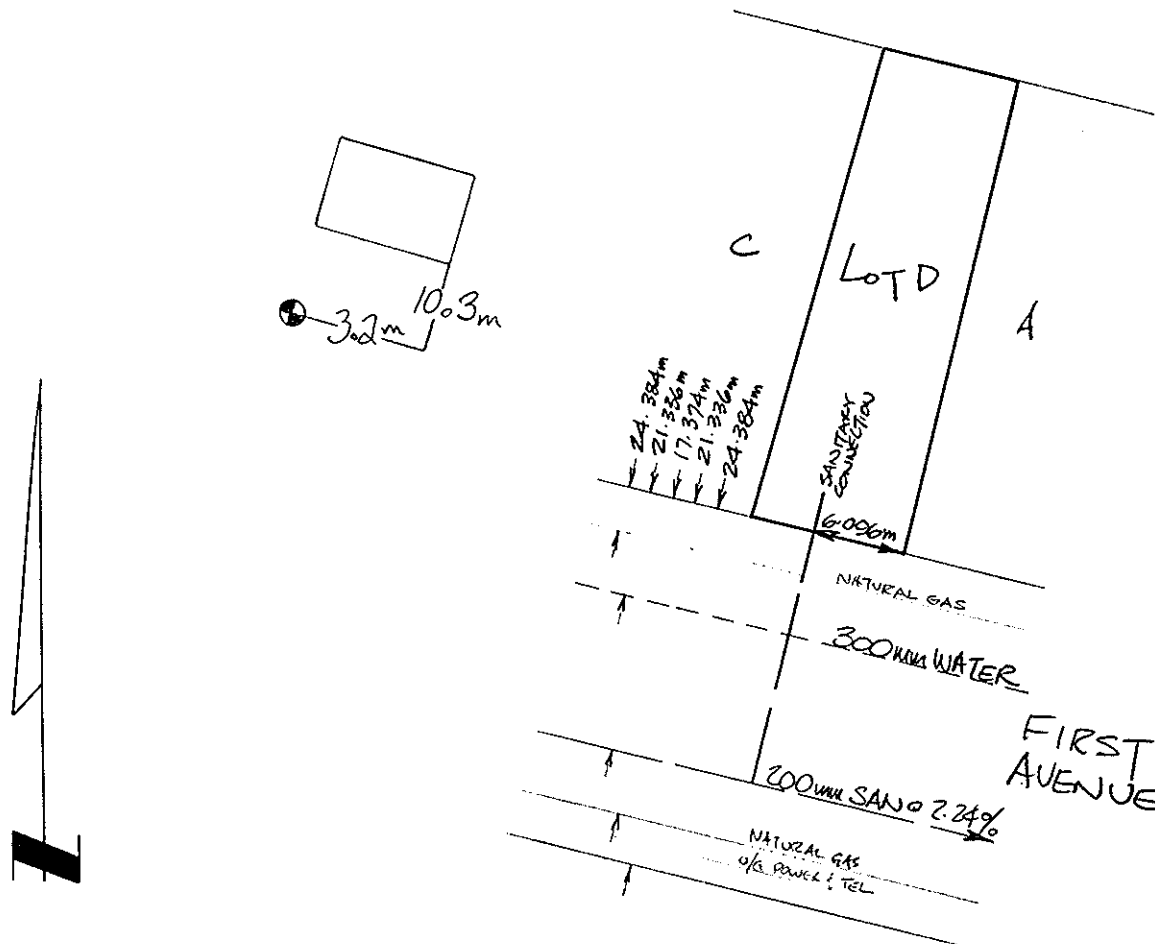 C
LOT D
A
10.3m
3.2m
24.384m
21.336m
17.374m
21.336m
24.384m
SANITARY
CONNECTION
6.096m
NATURAL GAS
300mm WATER
FIRST
AVENUE
200mm SAN @ 2.24%
NATURAL GAS
U/G POWER & TEL